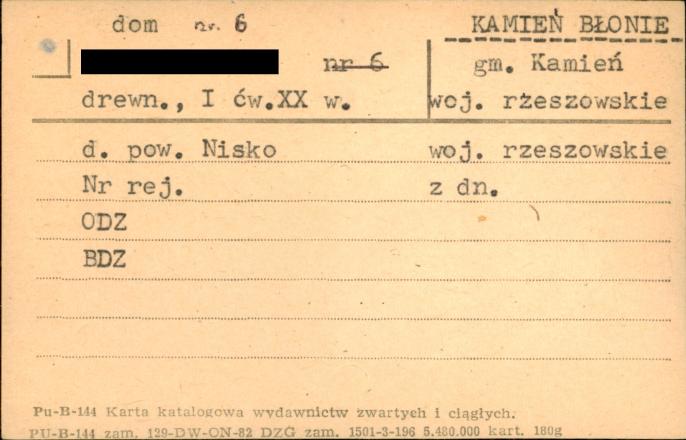 dom nr. 6 KAMIEŃ BŁONIE
nr 6 gm. Kamień
drewn., I ćw.XX w. woj. rzeszowskie
d. pow. Nisko woj. rzeszowskie
Nr rej. z dn.
ODZ
BDZ
Pu-B-144 Karta katalogowa wydawnictw zwartych i ciągłych.
PU-B-144 zam. 129-DW-ON-82 DZG zam. 1501-3-196 5.480.000 kart. 180g